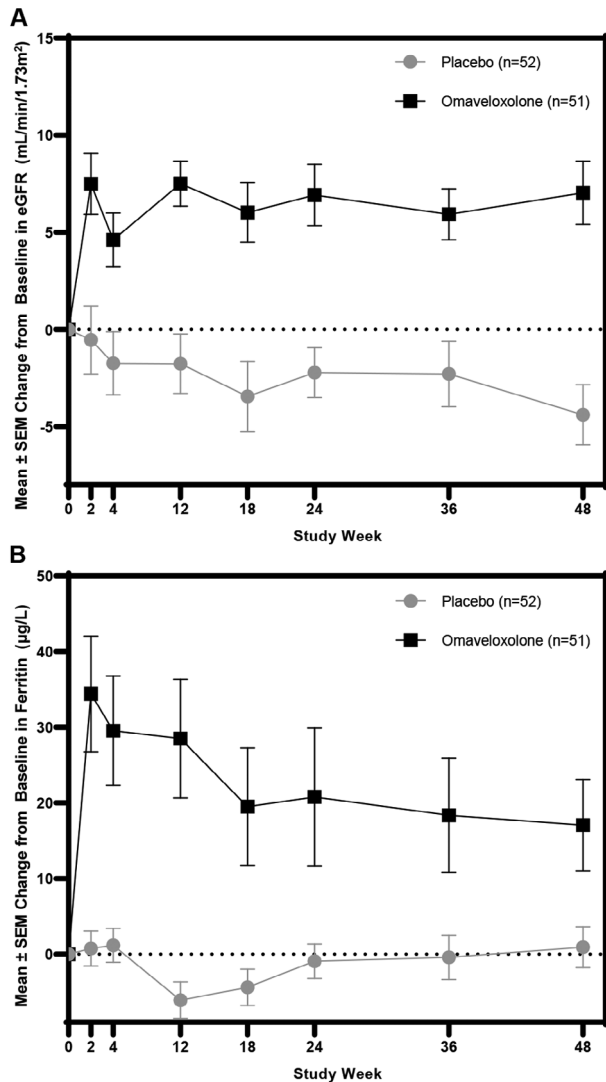 A
Mean ± SEM Change from Baseline in eGFR (mL/min/1.73m²)
15
10
5
0
-5
Placebo (n=52)
Omaveloxolone (n=51)
0 2 4 12 18 24 36 48
Study Week
B
Mean ± SEM Change from Baseline in Ferritin (µg/L)
50
40
30
20
10
0
Placebo (n=52)
Omaveloxolone (n=51)
0 2 4 12 18 24 36 48
Study Week